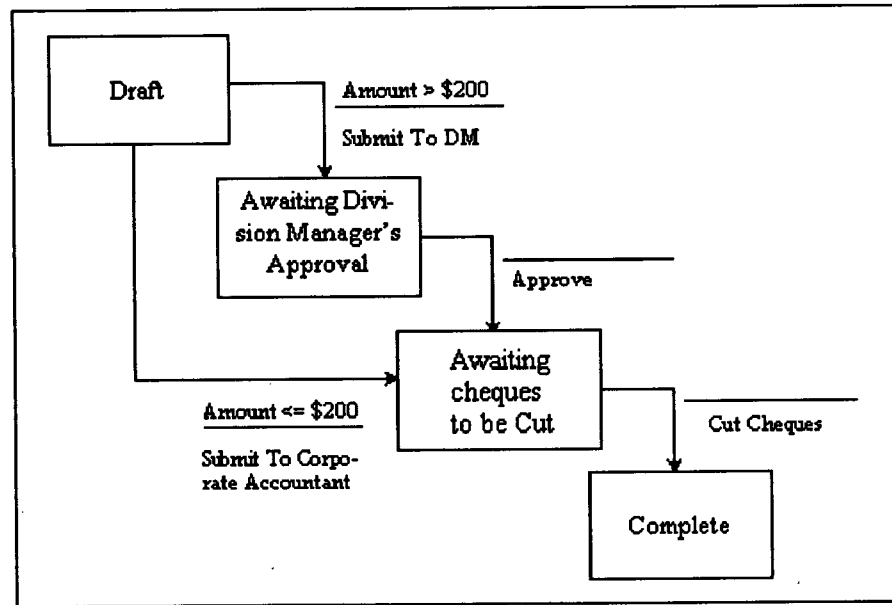 Draft
Amount > $200
Submit To DM
Awaiting Divi-
sion Manager's
Approval
Approve
Awaiting
cheques
to be Cut
Amount <= $200
Submit To Corpo-
rate Accountant
Cut Cheques
Complete